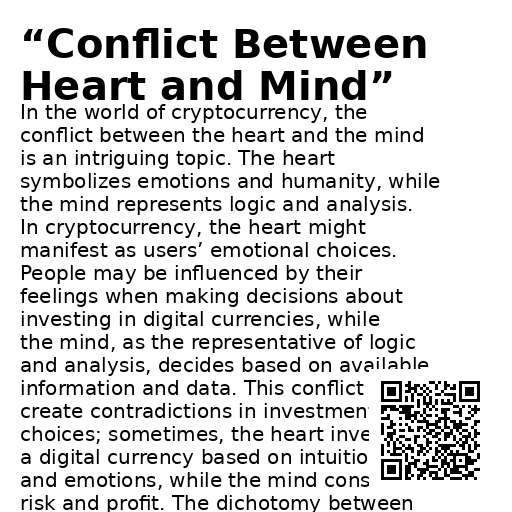 “Conflict Between
Heart and Mind”
In the world of cryptocurrency, the
conflict between the heart and the mind
is an intriguing topic. The heart
symbolizes emotions and humanity, while
the mind represents logic and analysis.
In cryptocurrency, the heart might
manifest as users’ emotional choices.
People may be influenced by their
feelings when making decisions about
investing in digital currencies, while
the mind, as the representative of logic
and analysis, decides based on available
information and data. This conflict
create contradictions in investmen
choices; sometimes, the heart inve
a digital currency based on intuitio
and emotions, while the mind cons
risk and profit. The dichotomy between